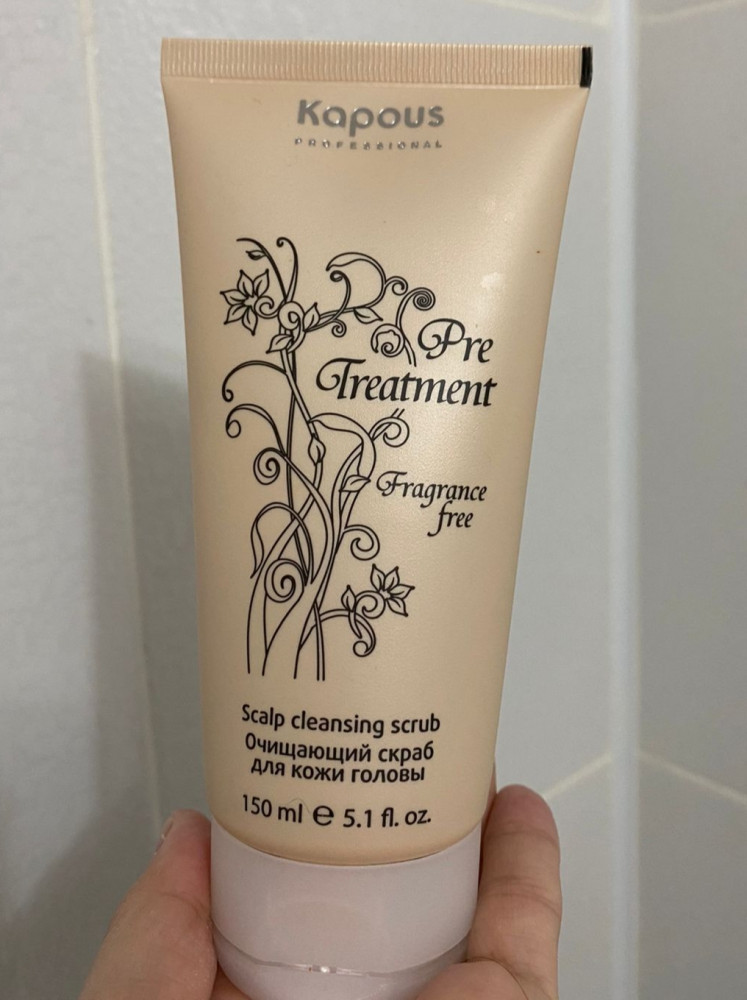 Kapous
PROFESSIONAL
Pre
Treatment
Fragrance
free
Scalp cleansing scrub
Очищающий скраб
для кожи головы
150 ml e 5.1 fl. oz.